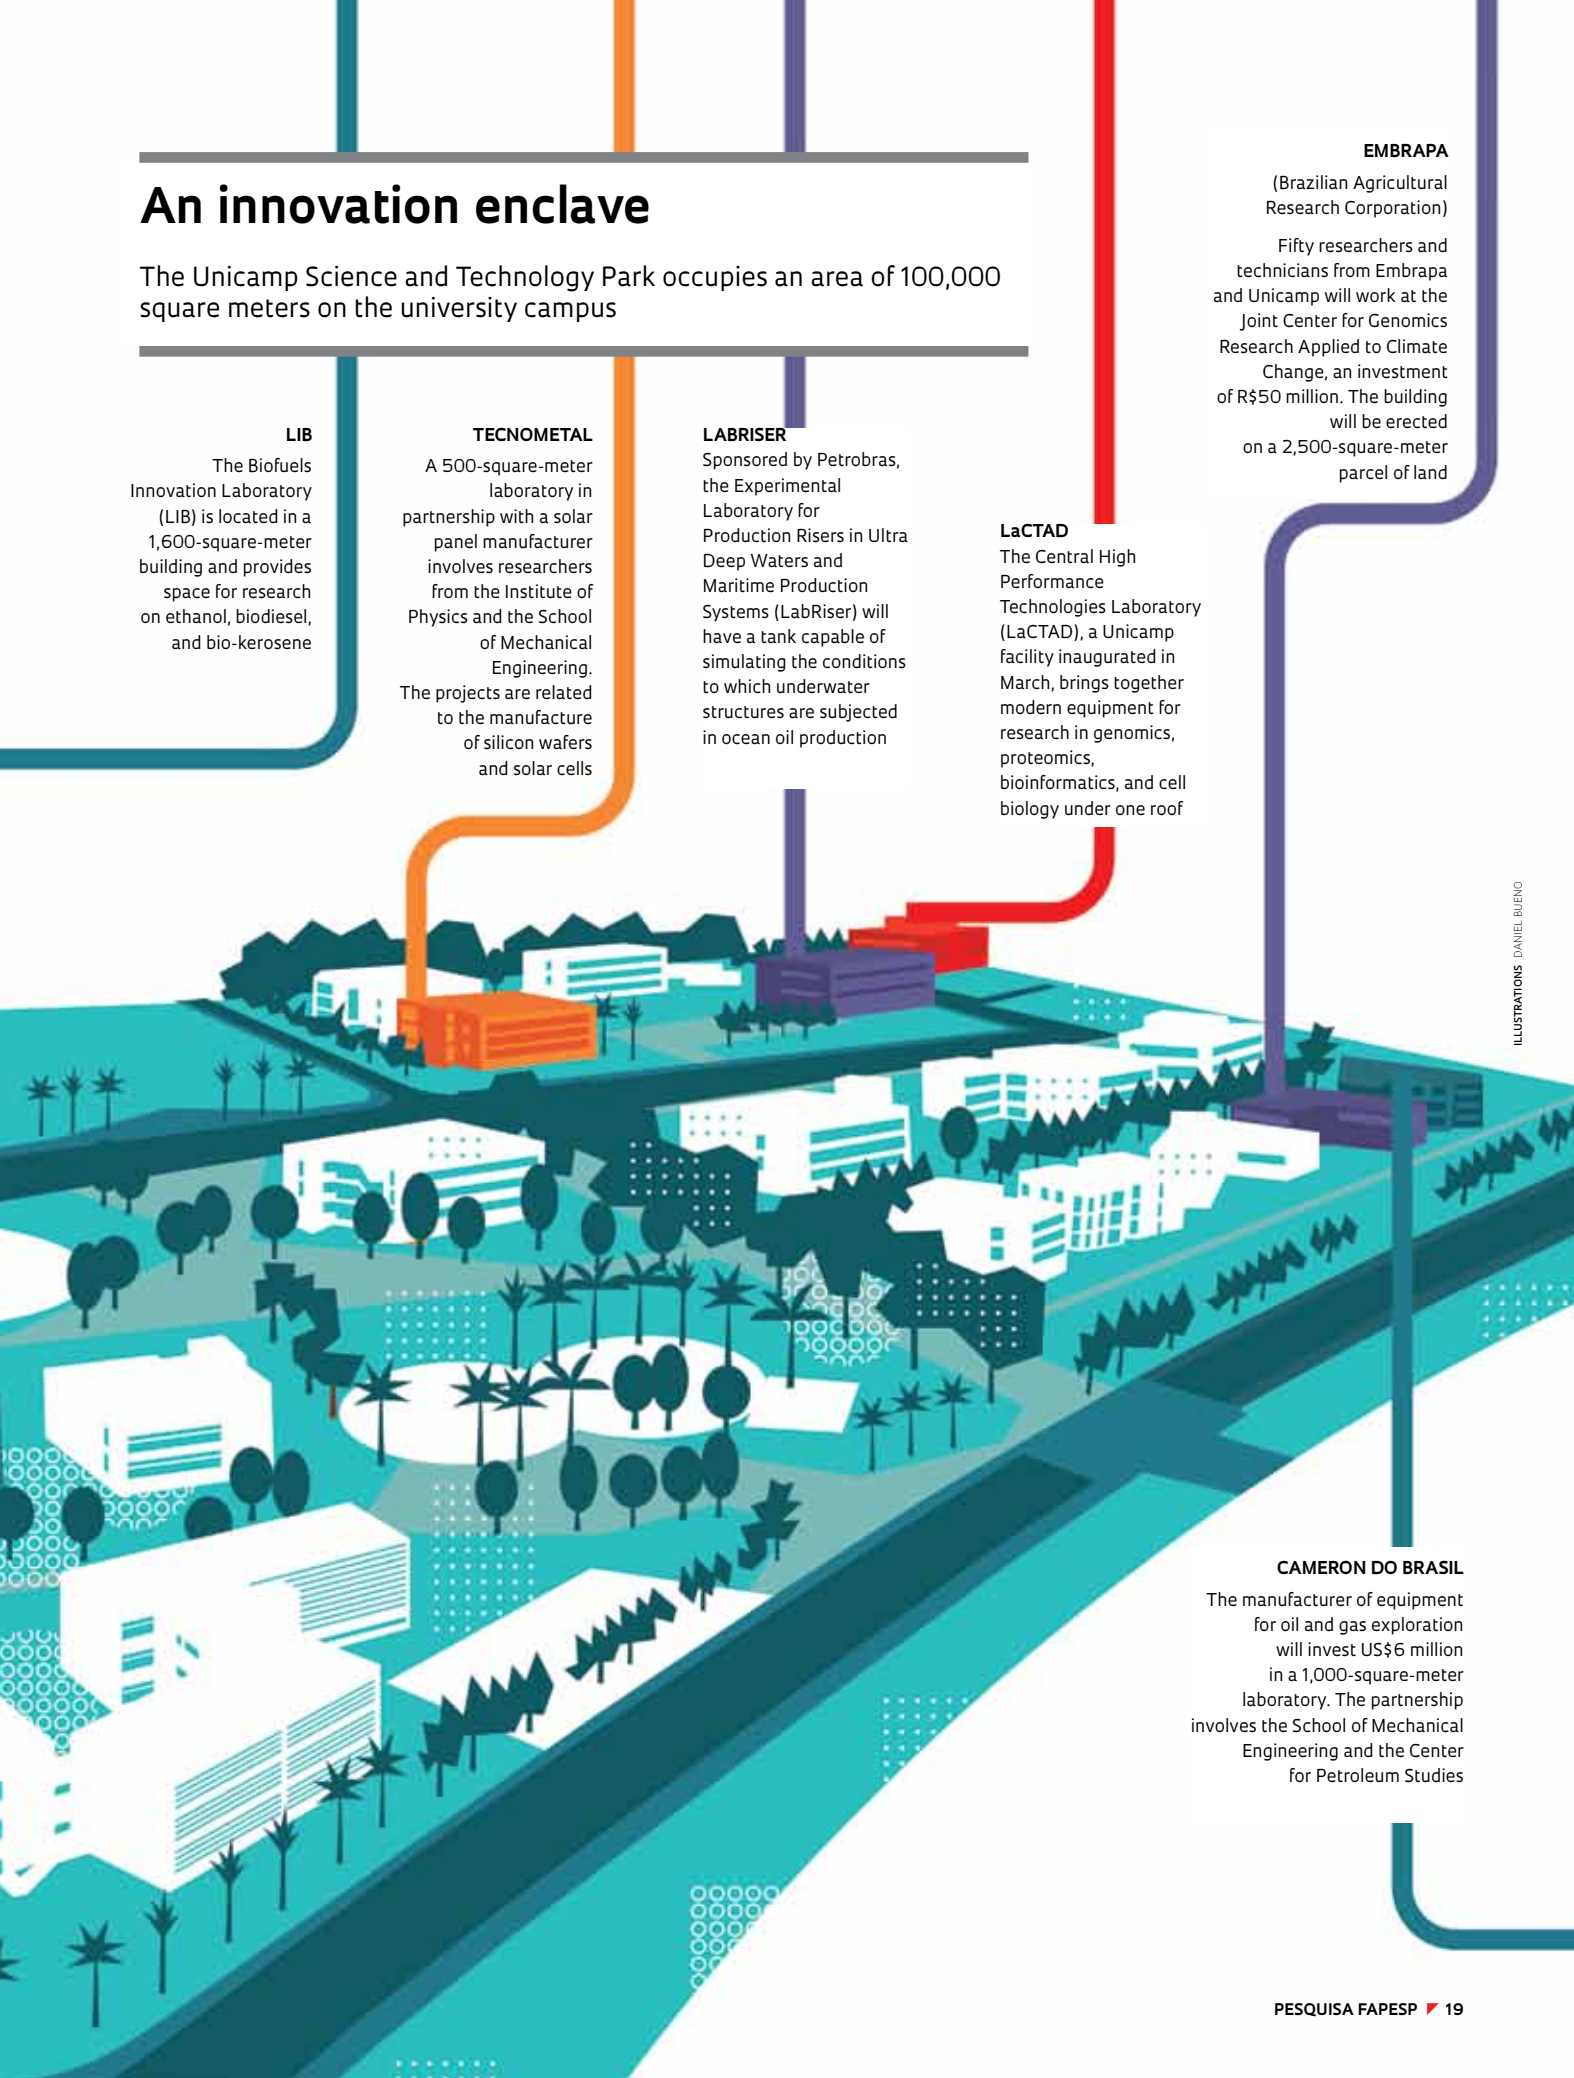 An innovation enclave
The Unicamp Science and Technology Park occupies an area of 100,000
square meters on the university campus
LIB
The Biofuels
Innovation Laboratory
(LIB) is located in a
1,600-square-meter
building and provides
space for research
on ethanol, biodiesel,
and bio-kerosene
TECNOMETAL
A 500-square-meter
laboratory in
partnership with a solar
panel manufacturer
involves researchers
from the Institute of
Physics and the School
of Mechanical
Engineering.
The projects are related
to the manufacture
of silicon wafers
and solar cells
LABRISER
Sponsored by Petrobras,
the Experimental
Laboratory for
Production Risers in Ultra
Deep Waters and
Maritime Production
Systems (LabRiser) will
have a tank capable of
simulating the conditions
to which underwater
structures are subjected
in ocean oil production
LaCTAD
The Central High
Performance
Technologies Laboratory
(LaCTAD), a Unicamp
facility inaugurated in
March, brings together
modern equipment for
research in genomics,
proteomics,
bioinformatics, and cell
biology under one roof
EMBRAPA
(Brazilian Agricultural
Research Corporation)
Fifty researchers and
technicians from Embrapa
and Unicamp will work at the
Joint Center for Genomics
Research Applied to Climate
Change, an investment
of R$50 million. The building
will be erected
on a 2,500-square-meter
parcel of land
ILLUSTRATIONS DANIEL BUENO
CAMERON DO BRASIL
The manufacturer of equipment
for oil and gas exploration
will invest US$6 million
in a 1,000-square-meter
laboratory. The partnership
involves the School of Mechanical
Engineering and the Center
for Petroleum Studies
PESQUISA FAPESP 19